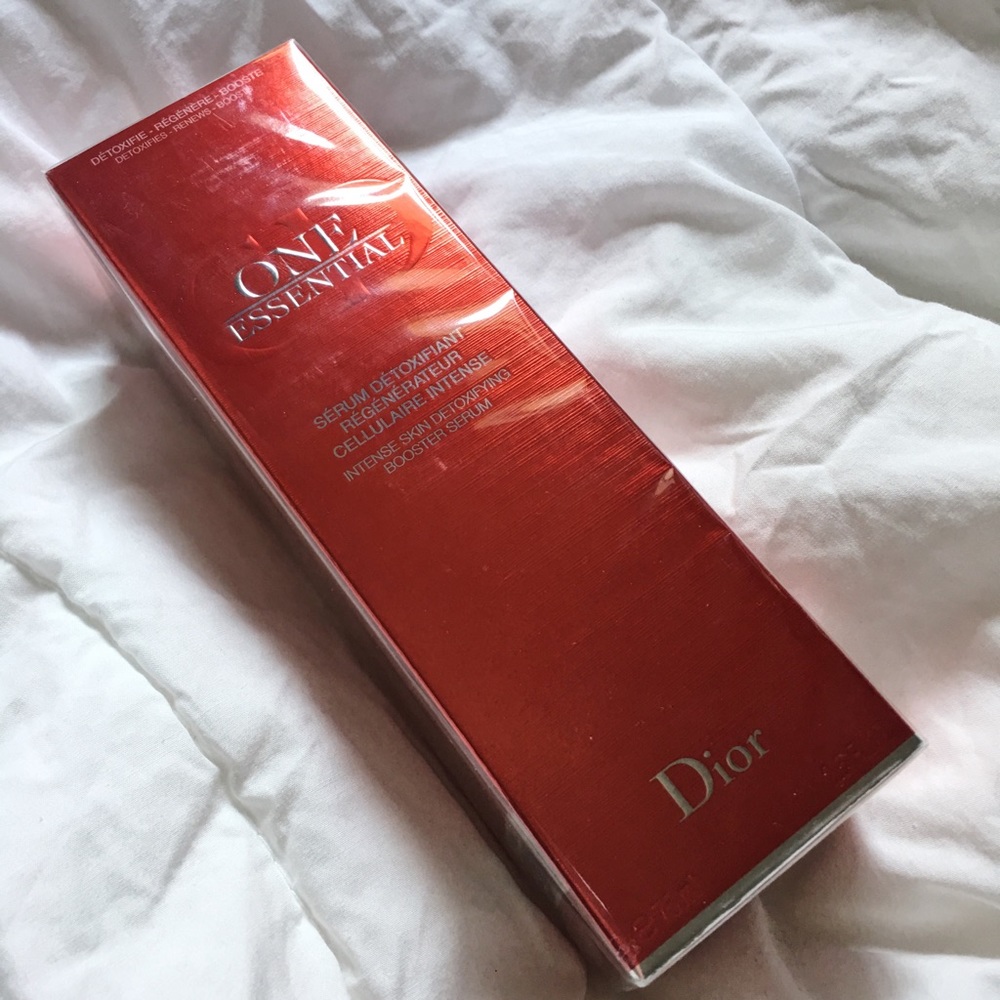 DÉTOXIFIE - RÉGÉNÈRE - BOOSTE
DETOXIFIES - RENEWS - BOOSTS
ONE
ESSENTIAL
SÉRUM DÉTOXIFIANT
RÉGÉNÉRATEUR
CELLULAIRE INTENSE
INTENSE SKIN DETOXIFYING
BOOSTER SERUM
Dior